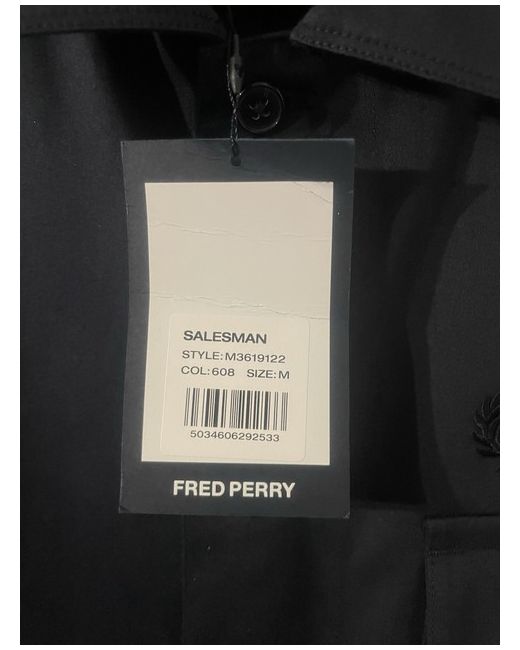 SALESMAN
STYLE: M3619122
COL: 608 SIZE: M
5034606292533
FRED PERRY